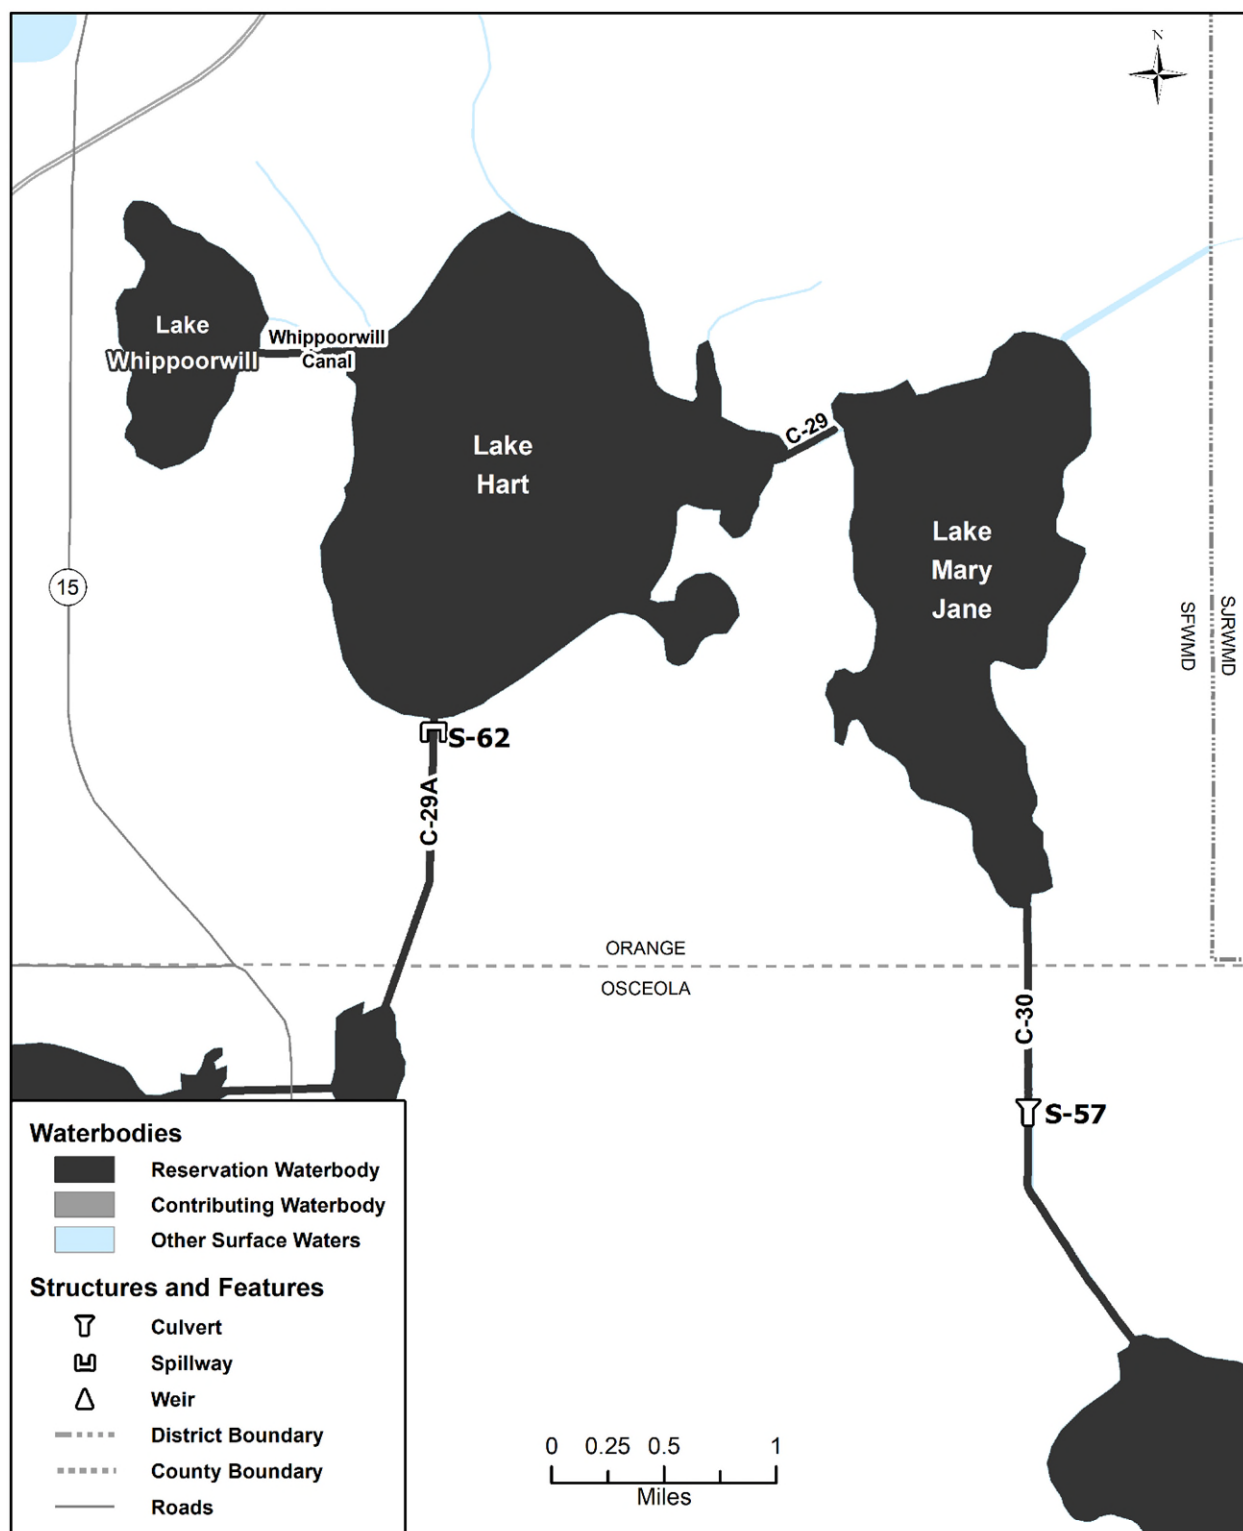 N
Lake
Whippoorwill
Whippoorwill
Canal
Lake
Hart
C-29
Lake
Mary
Jane
15
SFWMD
SJRWMD
S-62
C-29A
ORANGE
OSCEOLA
C-30
S-57
Waterbodies
Reservation Waterbody
Contributing Waterbody
Other Surface Waters
Structures and Features
Culvert
Spillway
Weir
District Boundary
County Boundary
Roads
0 0.25 0.5 1
Miles